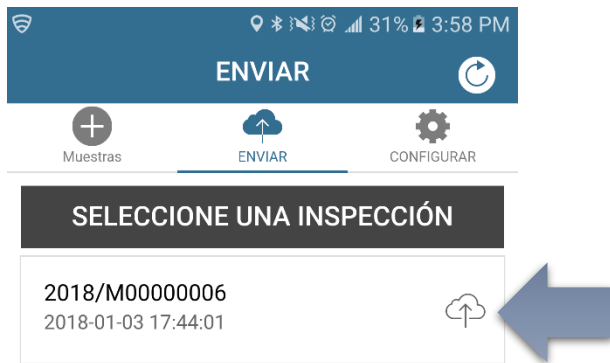 31% 3:58 PM
ENVIAR
Muestras ENVIAR CONFIGURAR
SELECCIONE UNA INSPECCIÓN
2018/M00000006
2018-01-03 17:44:01